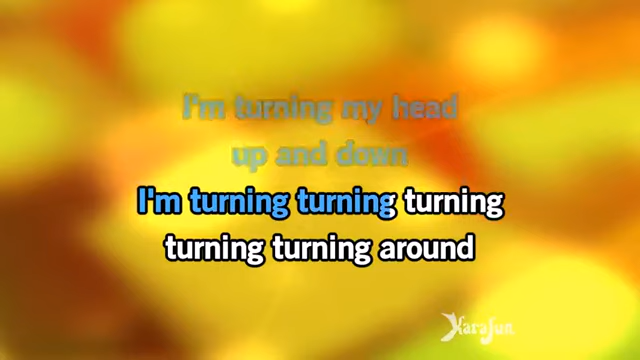 I'm turning my head
up and down
I'm turning turning turning
turning turning around
KaraFun